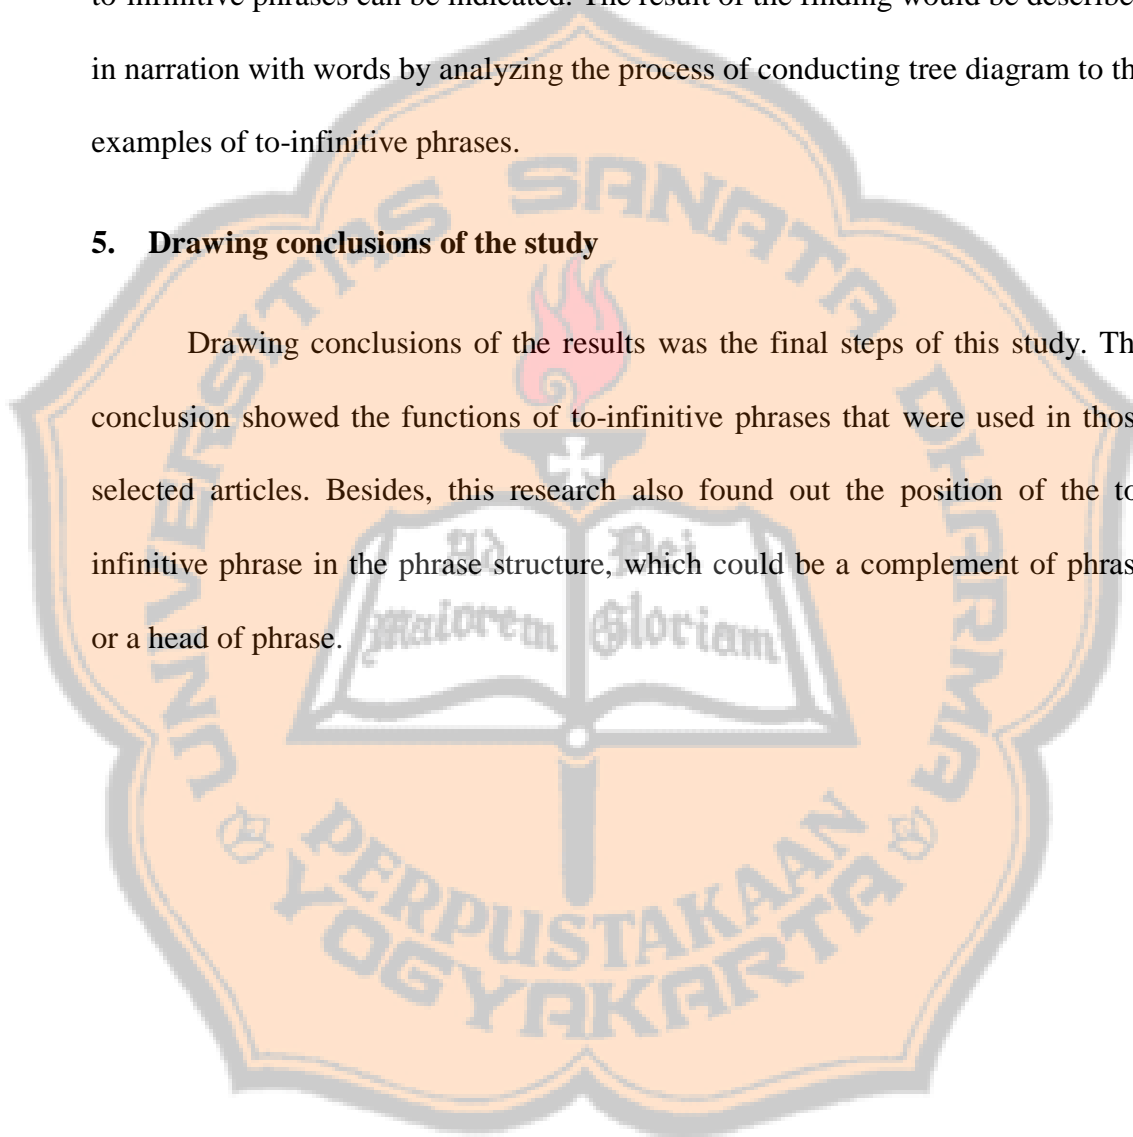 to-infinitive phrases can be indicated. The result of the finding would be describe
in narration with words by analyzing the process of conducting tree diagram to th
examples of to-infinitive phrases.
5. Drawing conclusions of the study
Drawing conclusions of the results was the final steps of this study. Th
conclusion showed the functions of to-infinitive phrases that were used in thos
selected articles. Besides, this research also found out the position of the to
infinitive phrase in the phrase structure, which could be a complement of phras
or a head of phrase.
UNIVERSITAS SANATA DHARMA
Ad Dei
Maiorem Gloriam
PERPUSTAKAAN
YOGYAKARTA